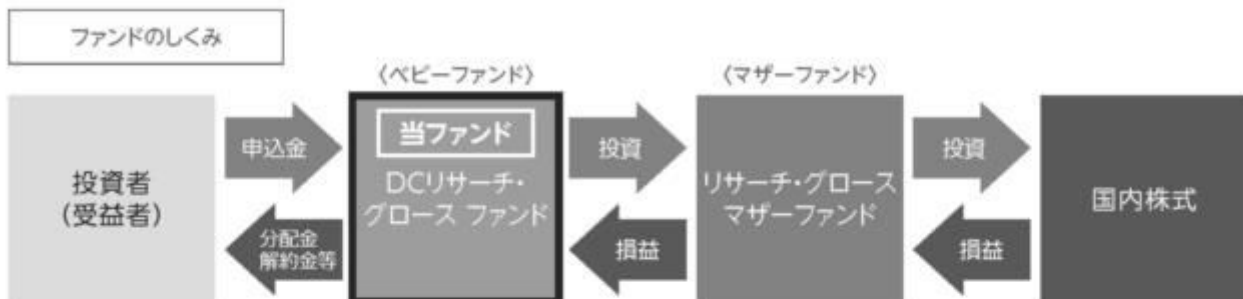 ファンドのしくみ
〈ベビーファンド〉
〈マザーファンド〉
投資者
(受益者)
申込金
分配金
解約金等
当ファンド
DCリサーチ・
グロース ファンド
投資
損益
リサーチ・グロース
マザーファンド
投資
損益
国内株式